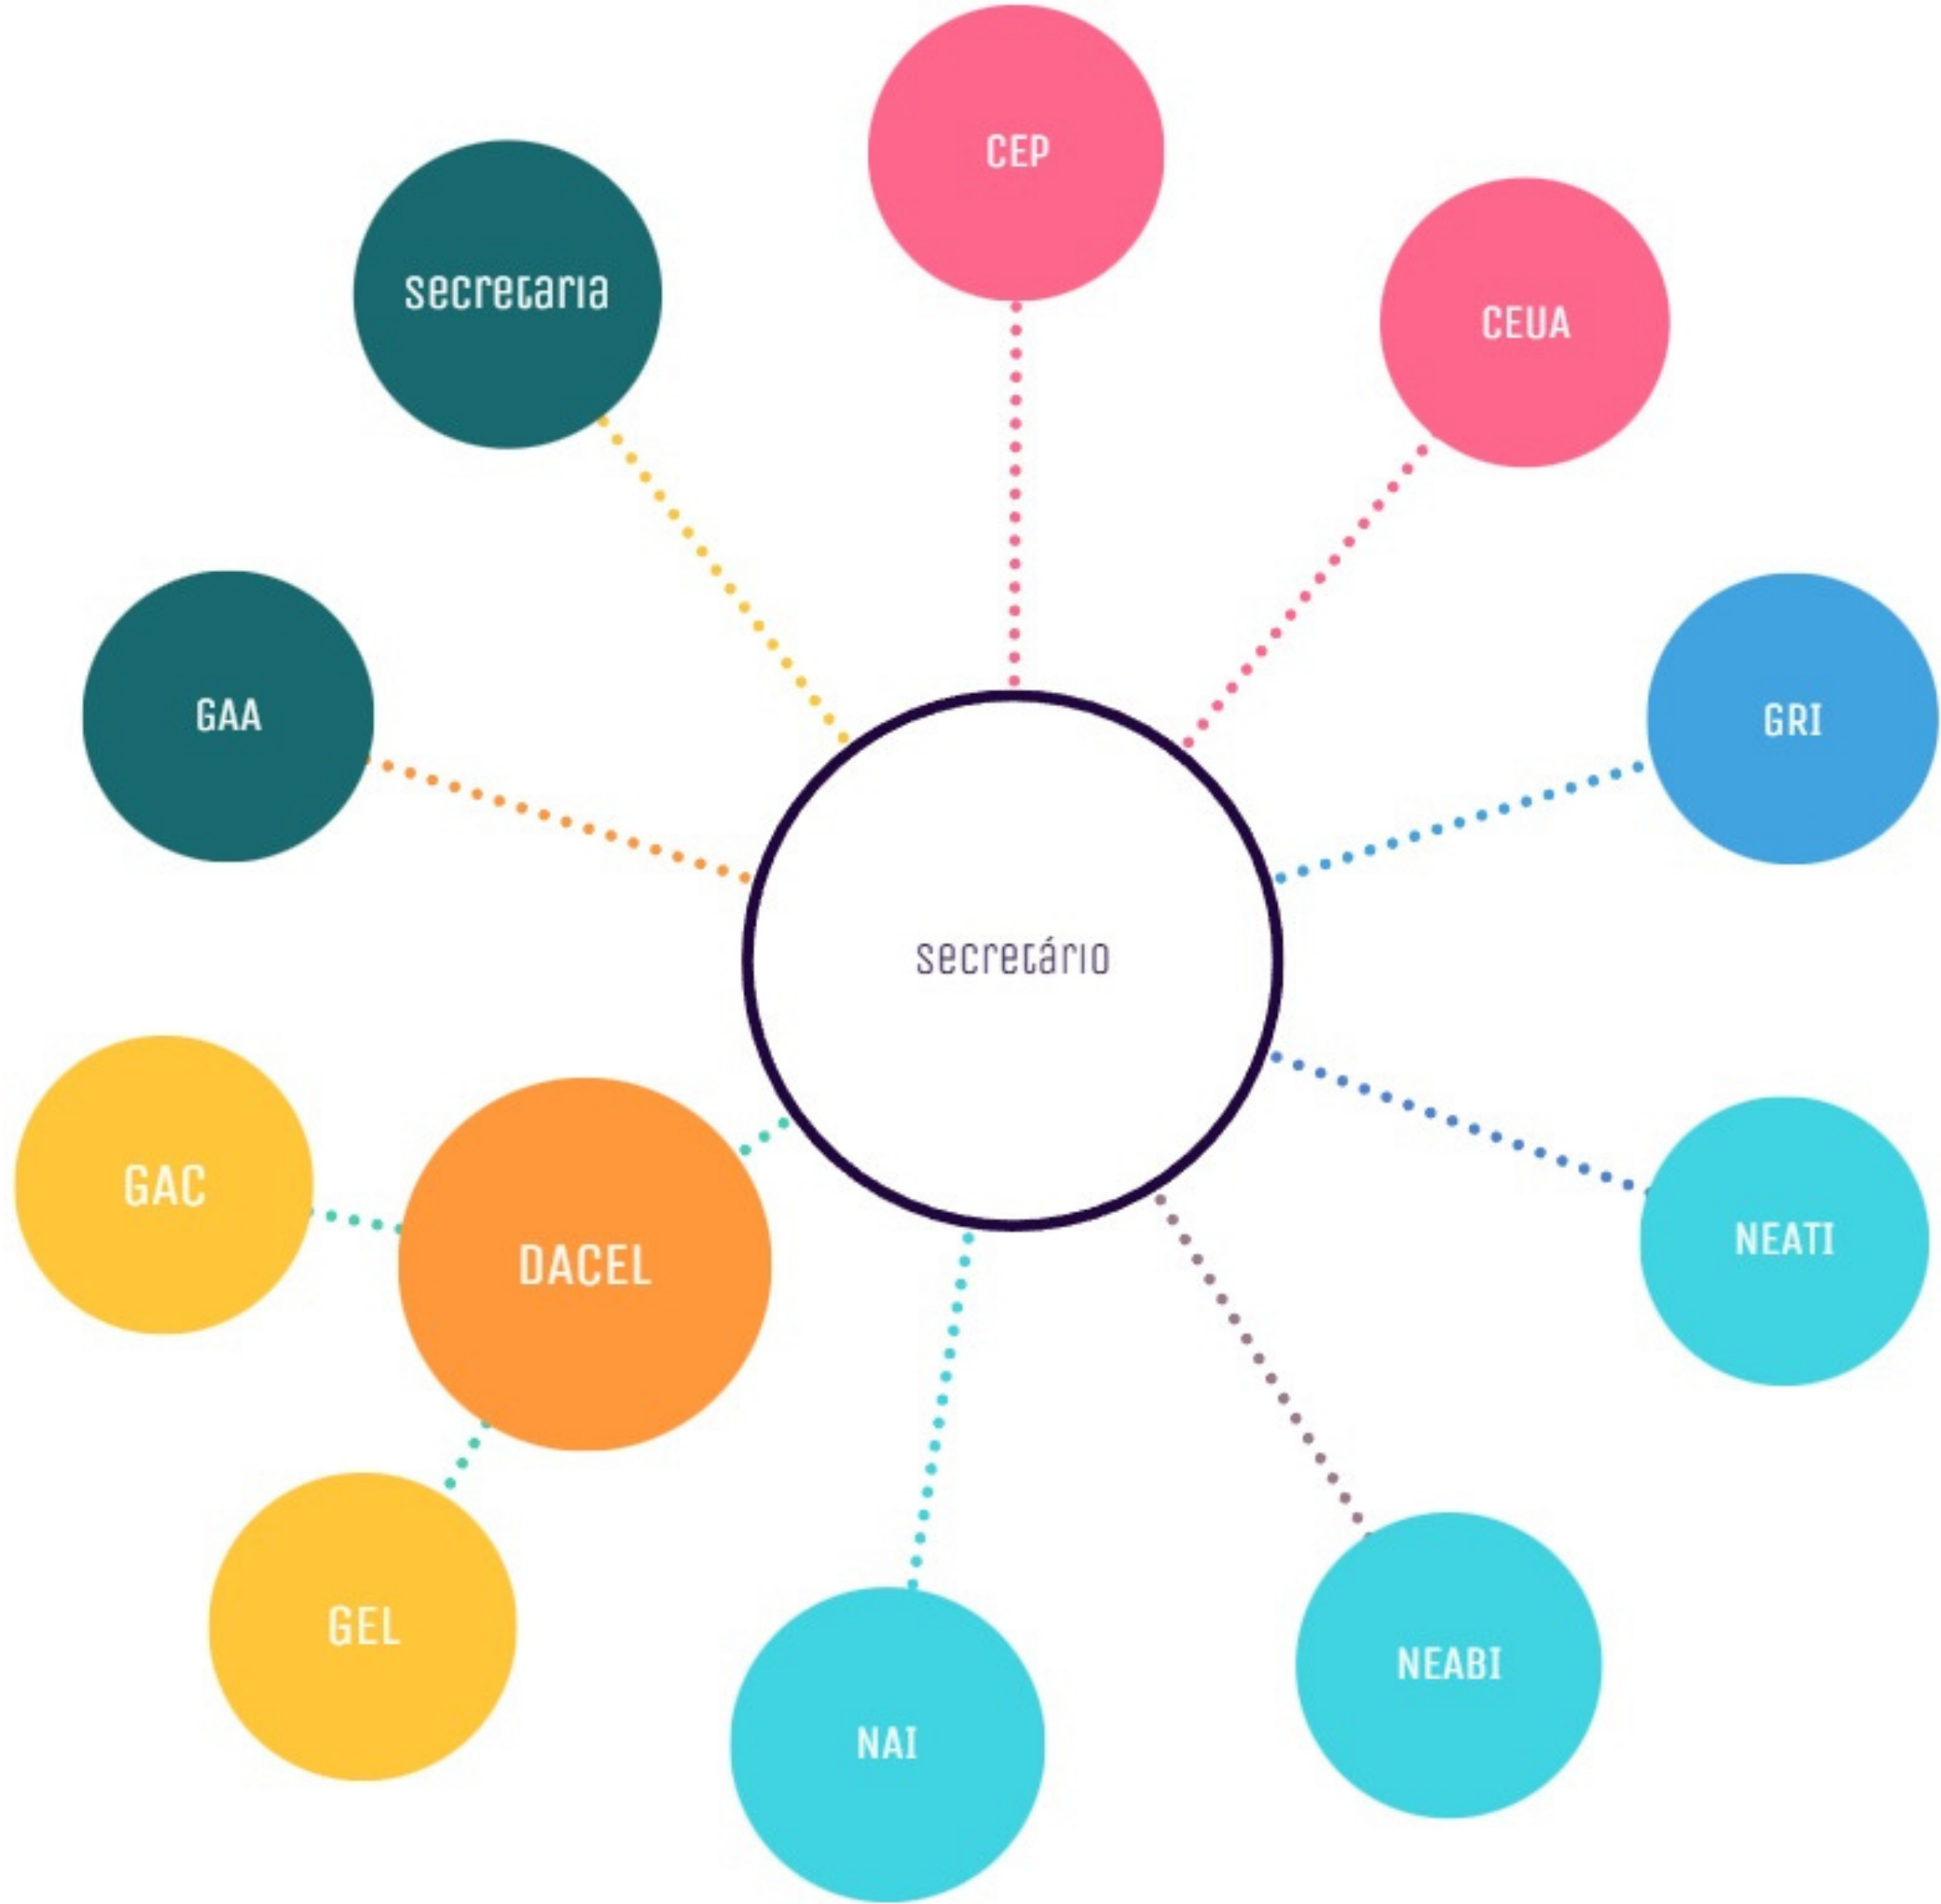 CEP
secretaria
CEUA
GAA
GRI
secretário
GAC
DACEL
NEATI
GEL
NEABI
NAI